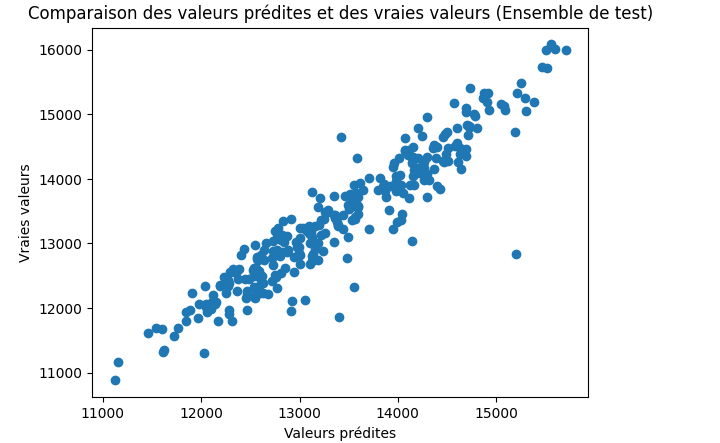 Comparaison des valeurs prédites et des vraies valeurs (Ensemble de test)
16000
15000
14000
13000
12000
11000
Vraies valeurs
11000 12000 13000 14000 15000
Valeurs prédites